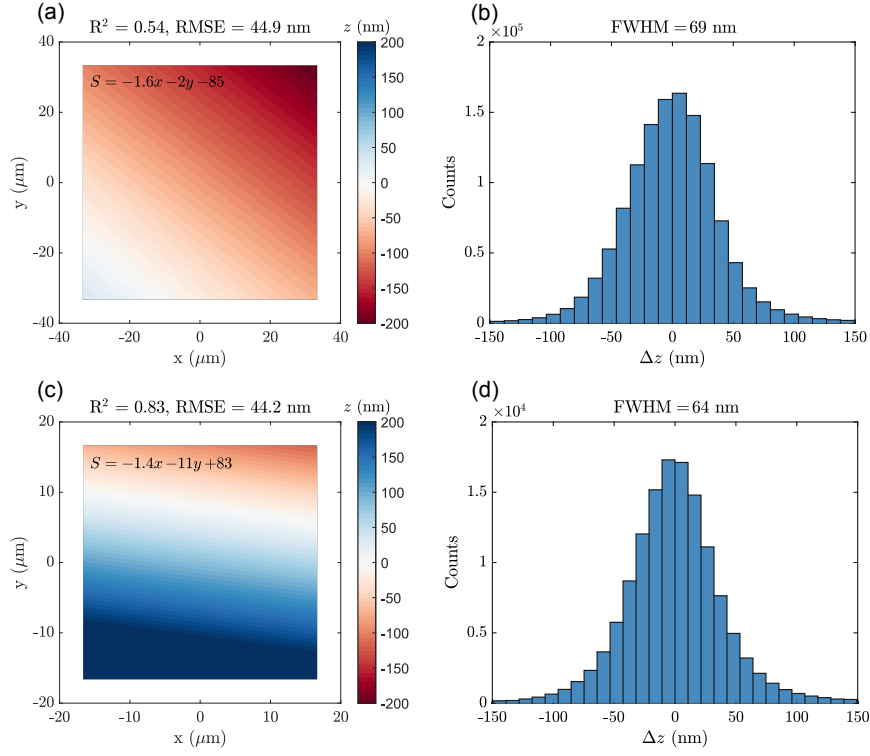 (a)
R² = 0.54, RMSE = 44.9 nm
z (nm)
S = −1.6x−2y−85
40
20
0
-20
-40
y (μm)
-40 -20 0 20 40
x (μm)
200
150
100
50
0
-50
-100
-150
-200
(b)
×10⁵
FWHM = 69 nm
2
1.5
1
0.5
0
Counts
-150 -100 -50 0 50 100 150
Δz (nm)
(c)
R² = 0.83, RMSE = 44.2 nm
z (nm)
S = −1.4x−11y+83
20
10
0
-10
-20
y (μm)
-20 -10 0 10 20
x (μm)
200
150
100
50
0
-50
-100
-150
-200
(d)
×10⁴
FWHM = 64 nm
2
1.5
1
0.5
0
Counts
-150 -100 -50 0 50 100 150
Δz (nm)